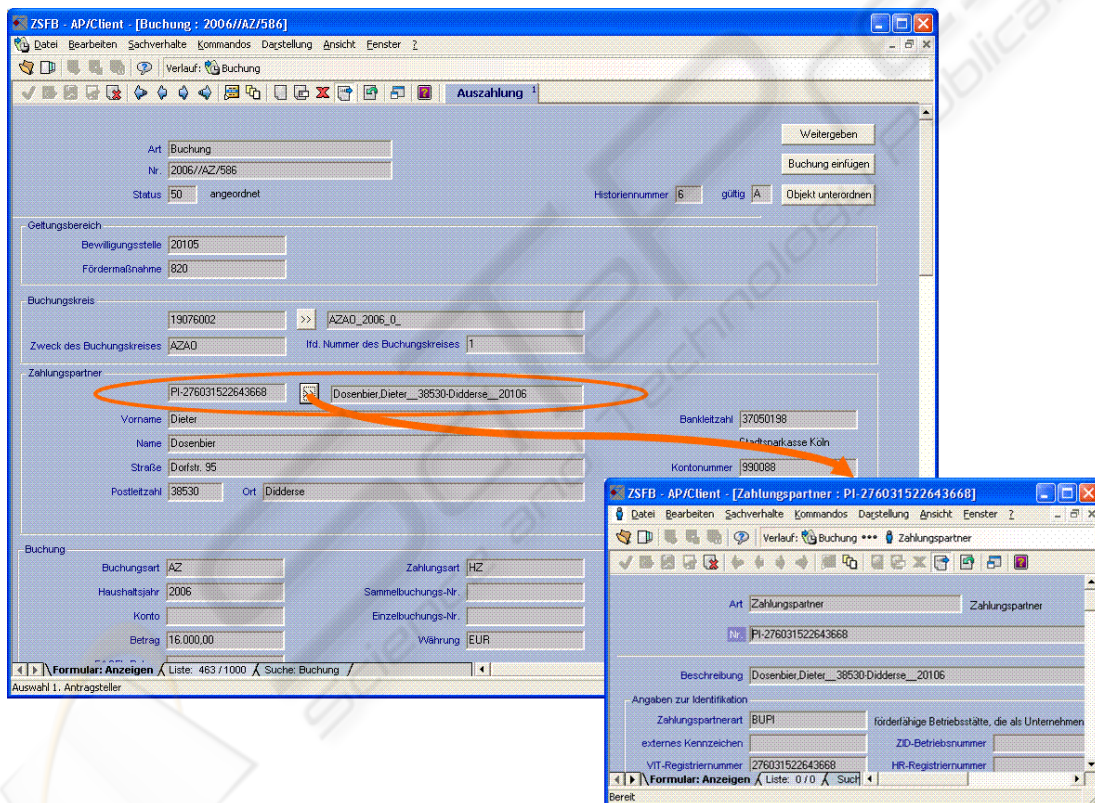 ZSFB - AP/Client - [Buchung : 2006//AZ/586]
Datei Bearbeiten Sachverhalte Kommandos Darstellung Ansicht Fenster ?
Verlauf: Buchung
Auszahlung 1
Weitergeben
Art Buchung
Buchung einfügen
Nr. 2006//AZ/586
Status 50 angeordnet Historiennummer 6 gültig A Objekt unterordnen
Geltungsbereich
Bewilligungsstelle 20105
Fördermaßnahme 820
Buchungskreis
19076002 >> AZA0_2006_0_
Zweck des Buchungskreises AZA0 lfd. Nummer des Buchungskreises 1
Zahlungspartner
PI-276031522643668 >> Dosenbier,Dieter__38530-Didderse__20106
Vorname Dieter Bankleitzahl 37050198
Name Dosenbier Stadtsparkasse Köln
Straße Dorfstr. 95 Kontonummer 990088
Postleitzahl 38530 Ort Didderse
Buchung
Buchungsart AZ Zahlungsart HZ
Haushaltsjahr 2006 Sammelbuchungs-Nr.
Konto Einzelbuchungs-Nr.
Betrag 16.000,00 Währung EUR
Formular: Anzeigen Liste: 463 / 1000 Suche: Buchung
Auswahl 1. Antragsteller
ZSFB - AP/Client - [Zahlungspartner : PI-276031522643668]
Datei Bearbeiten Sachverhalte Kommandos Darstellung Ansicht Fenster ?
Verlauf: Buchung ••• Zahlungspartner
Art Zahlungspartner Zahlungspartner
Nr. PI-276031522643668
Beschreibung Dosenbier,Dieter__38530-Didderse__20106
Angaben zur Identifikation
Zahlungspartnerart BUPI förderfähige Betriebsstätte, die als Unternehmen
externes Kennzeichen ZID-Betriebsnummer
VIT-Registriernummer 276031522643668 HR-Registriernummer
Formular: Anzeigen Liste: 0 / 0 Such
Bereit
SciTePress
Science and Technology Publications